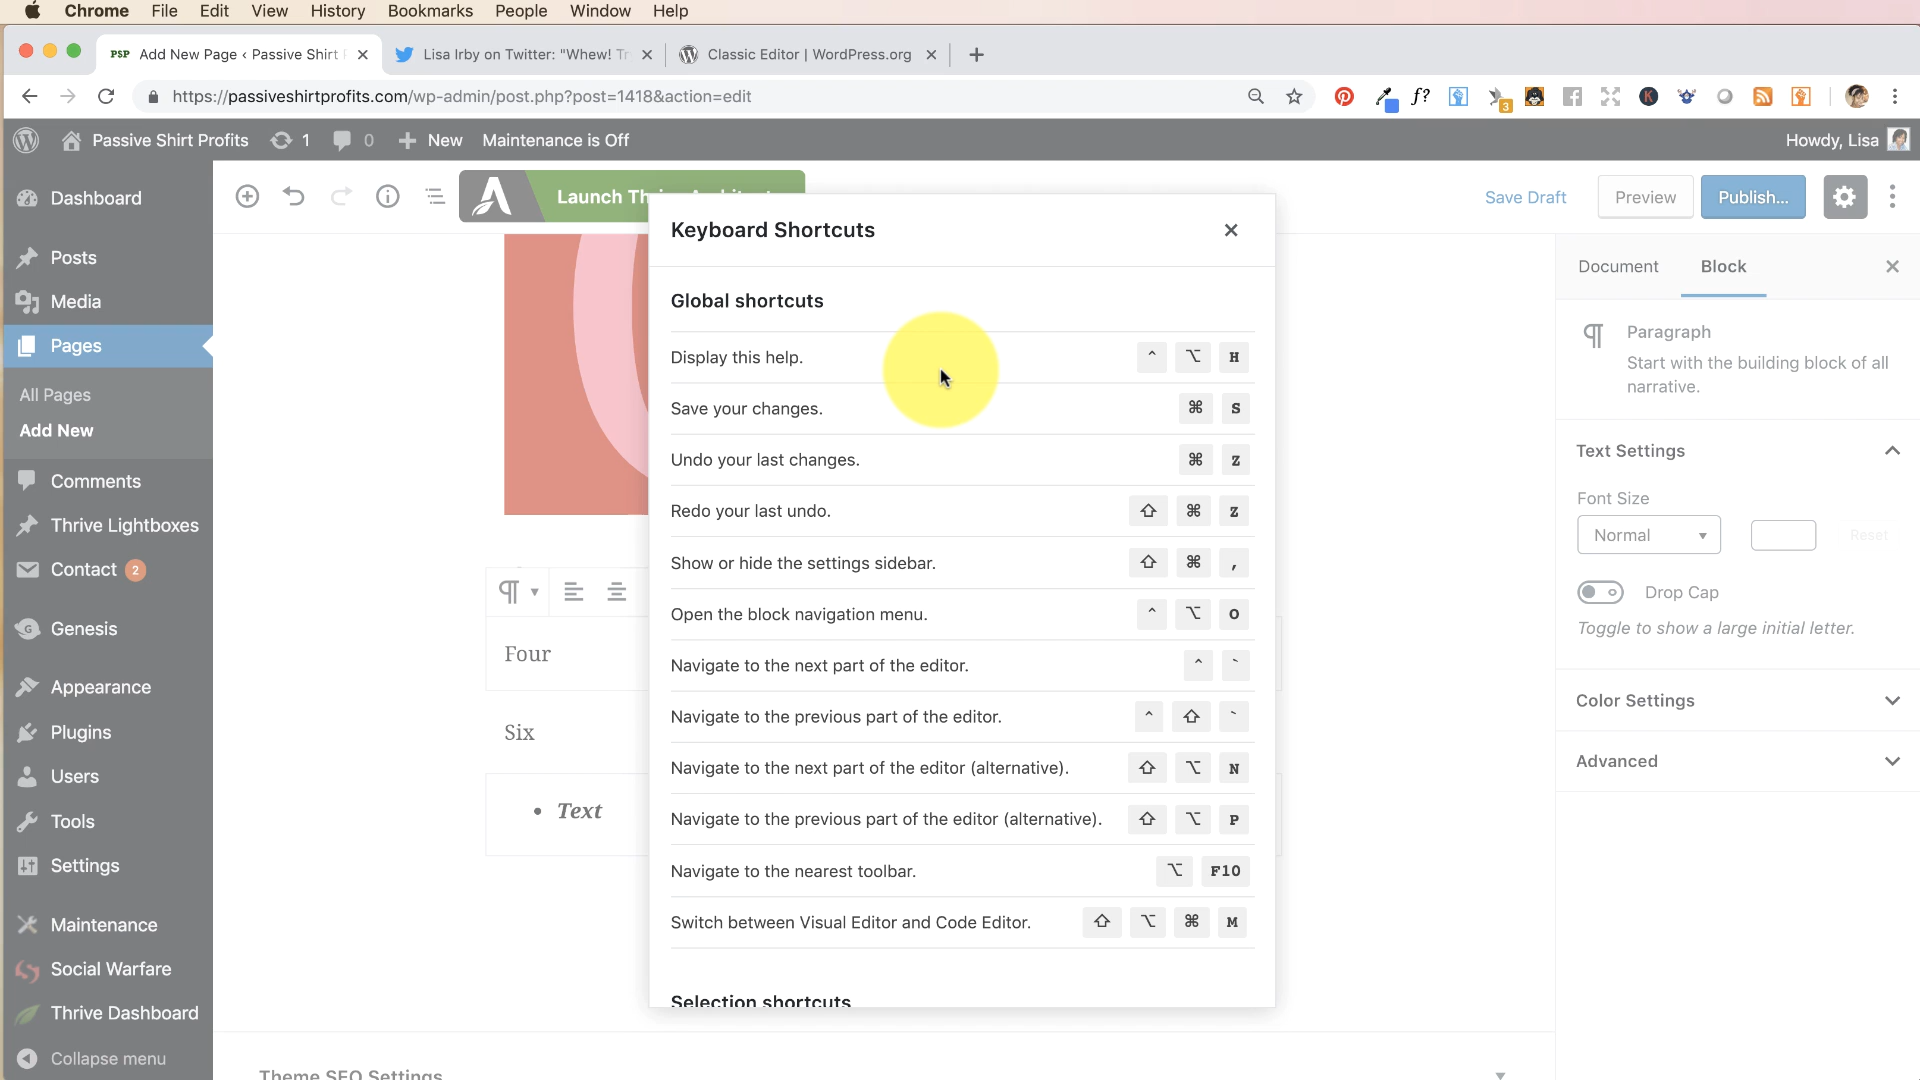 Chrome File Edit View History Bookmarks People Window Help
PSP Add New Page ‹ Passive Shirt
Lisa Irby on Twitter: "Whew! Tr
Classic Editor | WordPress.org
https://passiveshirtprofits.com/wp-admin/post.php?post=1418&action=edit
f?
3
K
Passive Shirt Profits 1 0 New Maintenance is Off
Howdy, Lisa
Dashboard
Posts
Media
Pages
All Pages
Add New
Comments
Thrive Lightboxes
Contact 2
Genesis
Appearance
Plugins
Users
Tools
Settings
Maintenance
Social Warfare
Thrive Dashboard
Collapse menu
Launch
Save Draft
Preview
Publish...
Four
Six
• Text
Theme SEO Settings
Keyboard Shortcuts
Global shortcuts
Display this help. ⌃ ⌥ H
Save your changes. ⌘ S
Undo your last changes. ⌘ Z
Redo your last undo. ⇧ ⌘ Z
Show or hide the settings sidebar. ⇧ ⌘ ,
Open the block navigation menu. ⌃ ⌥ O
Navigate to the next part of the editor. ⌃ `
Navigate to the previous part of the editor. ⌃ ⇧ `
Navigate to the next part of the editor (alternative). ⇧ ⌥ N
Navigate to the previous part of the editor (alternative). ⇧ ⌥ P
Navigate to the nearest toolbar. ⌥ F10
Switch between Visual Editor and Code Editor. ⇧ ⌥ ⌘ M
Selection shortcuts
Document
Block
Paragraph
Start with the building block of all
narrative.
Text Settings
Font Size
Normal
Reset
Drop Cap
Toggle to show a large initial letter.
Color Settings
Advanced